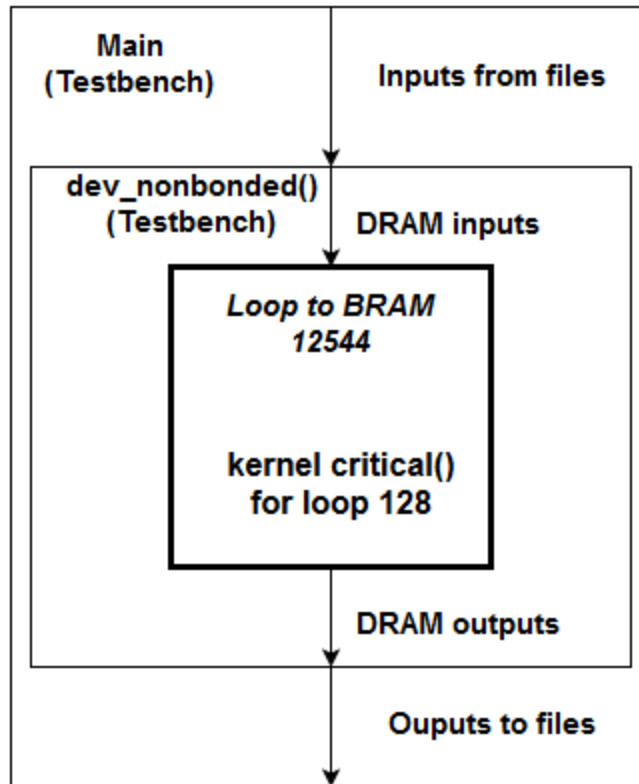 Main
(Testbench)
Inputs from files
dev_nonbonded()
(Testbench)
DRAM inputs
Loop to BRAM
12544
kernel critical()
for loop 128
DRAM outputs
Ouputs to files